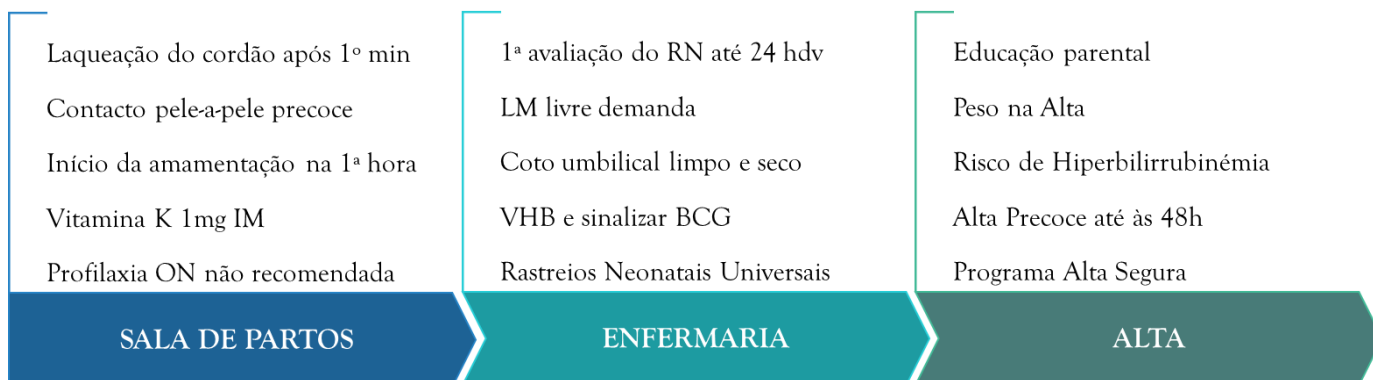 Laqueação do cordão após 1º min
Contacto pele-a-pele precoce
Início da amamentação na 1ª hora
Vitamina K 1mg IM
Profilaxia ON não recomendada
SALA DE PARTOS
1ª avaliação do RN até 24 hdv
LM livre demanda
Coto umbilical limpo e seco
VHB e sinalizar BCG
Rastreios Neonatais Universais
ENFERMARIA
Educação parental
Peso na Alta
Risco de Hiperbilirrubinémia
Alta Precoce até às 48h
Programa Alta Segura
ALTA